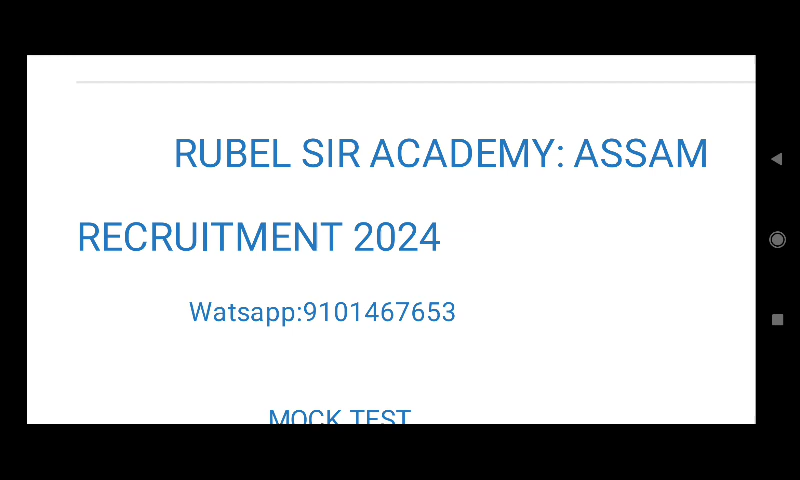 RUBEL SIR ACADEMY: ASSAM
RECRUITMENT 2024
Watsapp:9101467653
MOCK TEST